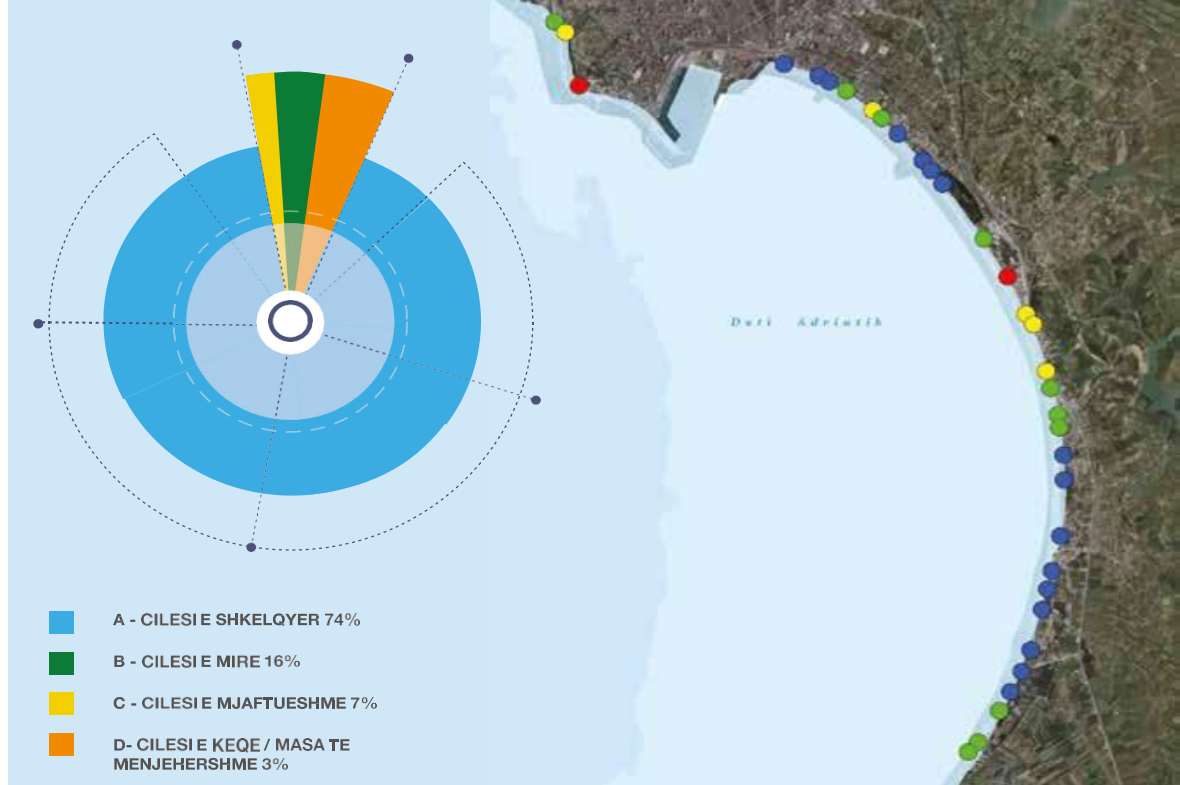 Deti Adriatik
A - CILESI E SHKELQYER 74%
B - CILESI E MIRE 16%
C - CILESI E MJAFTUESHME 7%
D- CILESI E KEQE / MASA TE
MENJEHERSHME 3%